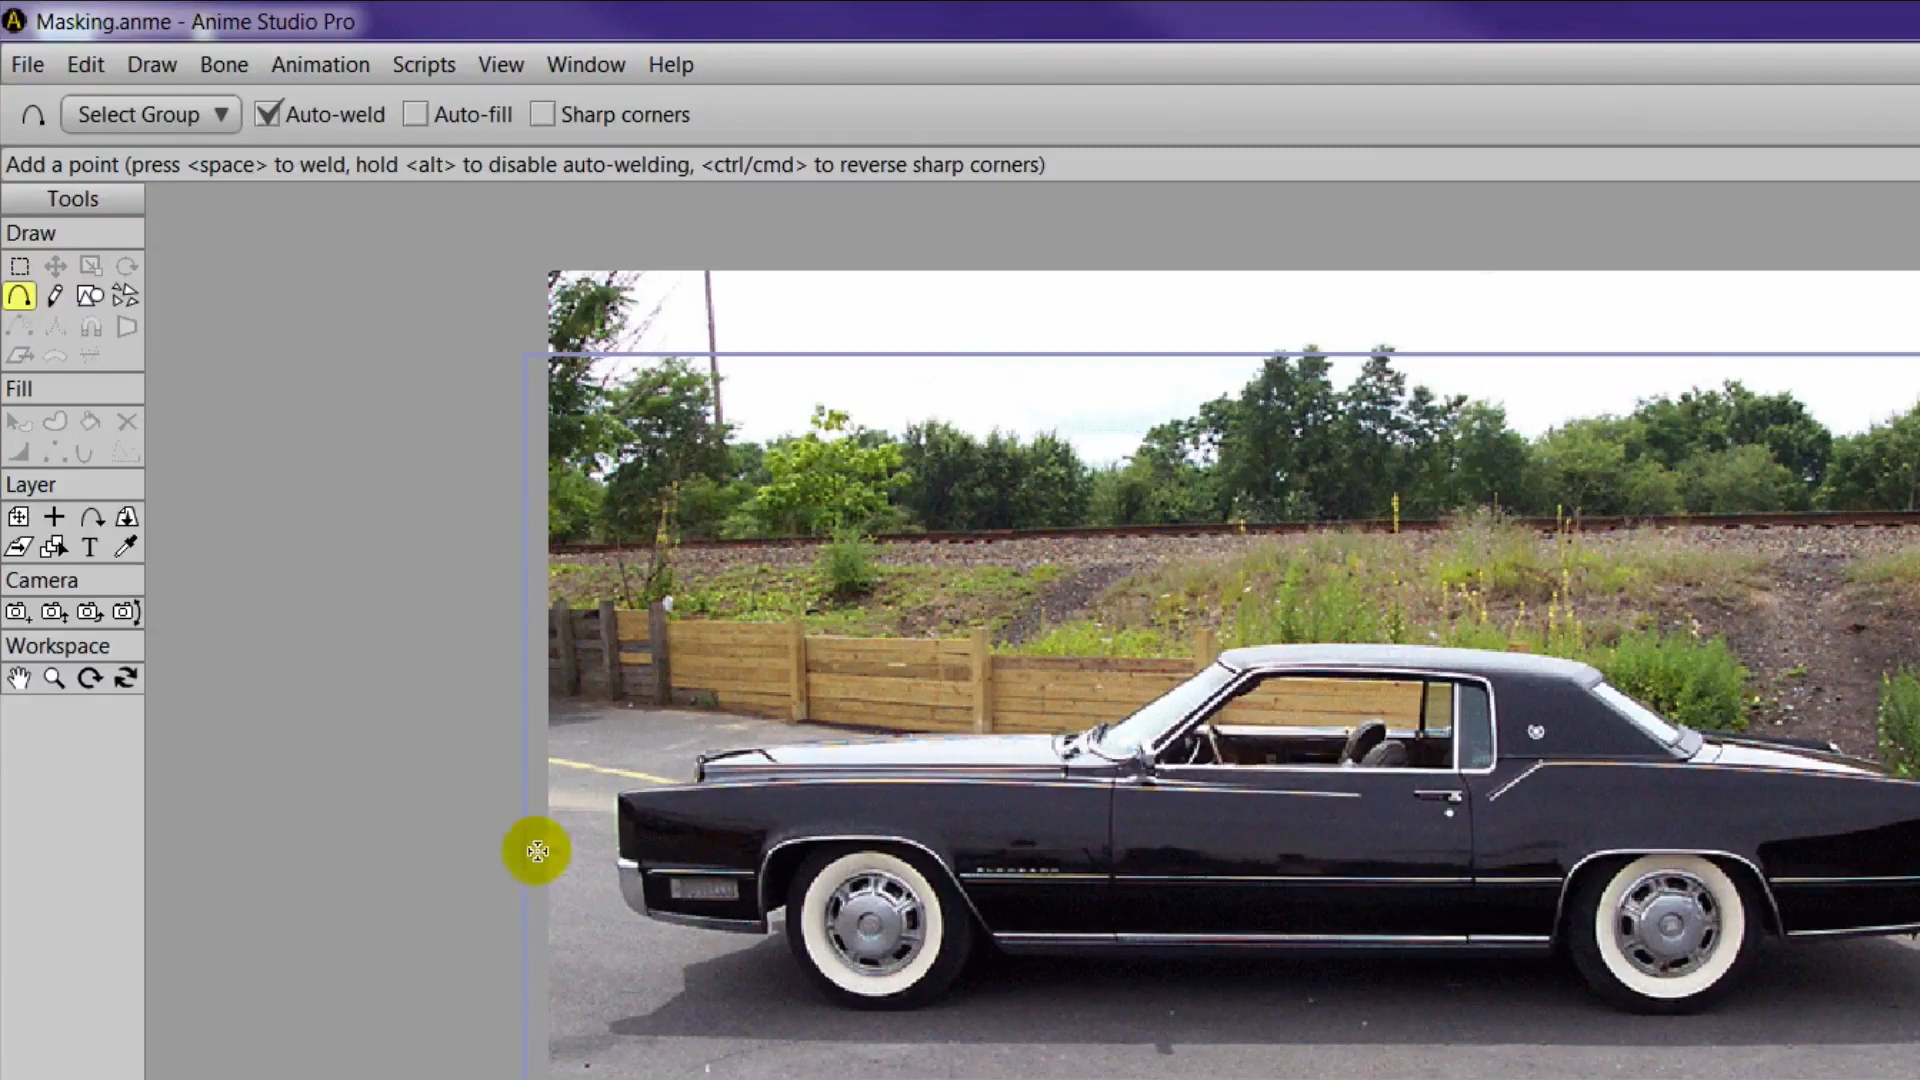 Masking.anme - Anime Studio Pro
File Edit Draw Bone Animation Scripts View Window Help
Select Group Auto-weld Auto-fill Sharp corners
Add a point (press <space> to weld, hold <alt> to disable auto-welding, <ctrl/cmd> to reverse sharp corners)
Tools
Draw
Fill
Layer
T
Camera
Workspace
ELDORADO